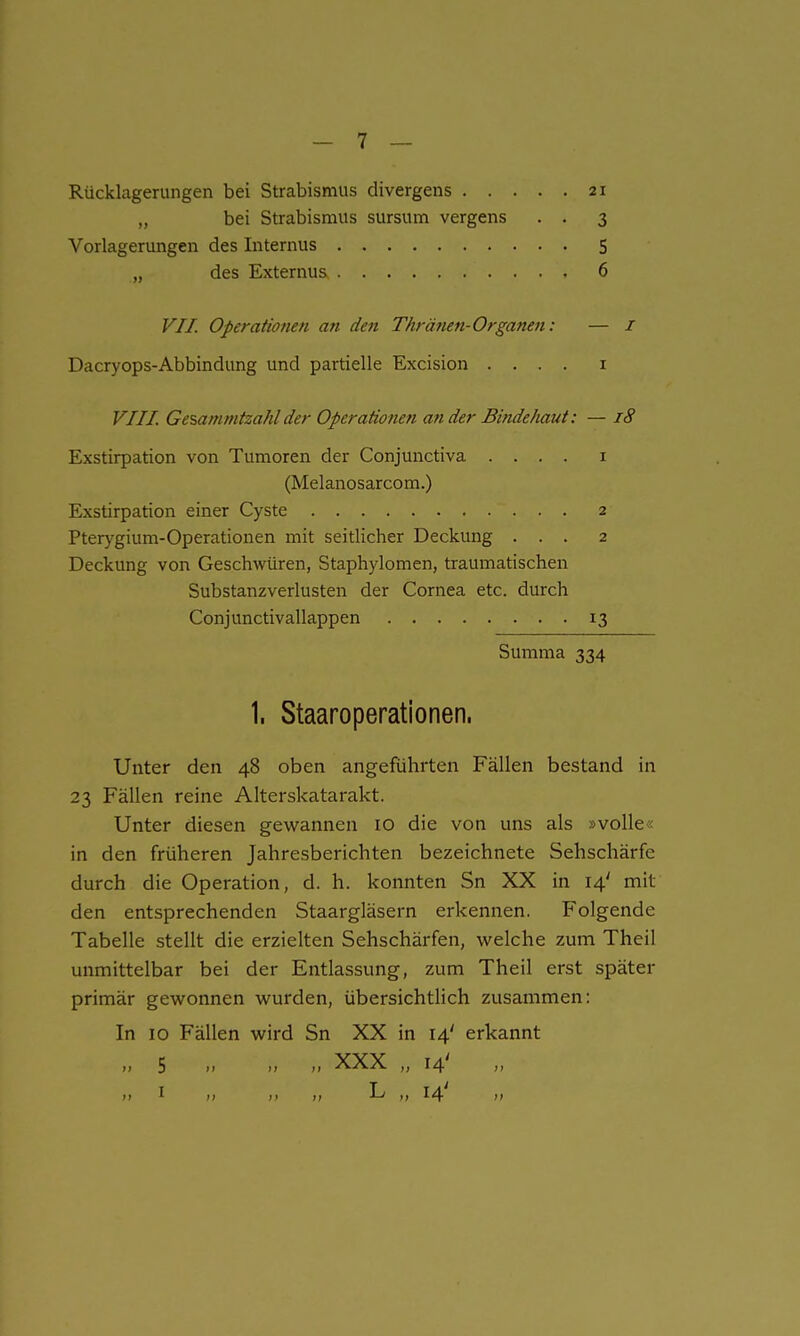 — 7 —
Rücklagerungen bei Strabismus divergens . . . . . 21
„ bei Strabismus sursum vergens . . 3
Vorlagerungen des Internus . . . . . . . . . . . 5
„ des Externus . . . . . . . . . . . 6
VII. Operationen an den Thränen-Organen: — 1
Dacryops-Abbindung und partielle Excision . . . . 1
VIII. Gesammtzahl der Operationen an der Bindehaut: — 18
Exstirpation von Tumoren der Conjunctiva . . . . 1
(Melanosarcom.)
Exstirpation einer Cyste . . . . . . . . . . . 2
Pterygium-Operationen mit seitlicher Deckung . . . 2
Deckung von Geschwüren, Staphylomen, traumatischen
Substanzverlusten der Cornea etc. durch
Conjunctivallappen . . . . . . . . 13
Summa 334
1. Staaroperationen.
Unter den 48 oben angeführten Fällen bestand in
23 Fällen reine Alterskatarakt.
Unter diesen gewannen 10 die von uns als »volle«
in den früheren Jahresberichten bezeichnete Sehschärfe
durch die Operation, d. h. konnten Sn XX in 14′ mit
den entsprechenden Staargläsern erkennen. Folgende
Tabelle stellt die erzielten Sehschärfen, welche zum Theil
unmittelbar bei der Entlassung, zum Theil erst später
primär gewonnen wurden, übersichtlich zusammen:
In 10 Fällen wird Sn XX in 14′ erkannt
„ 5 „ „ „ XXX „ 14′ „
„ 1 „ „ „ L „ 14′ „